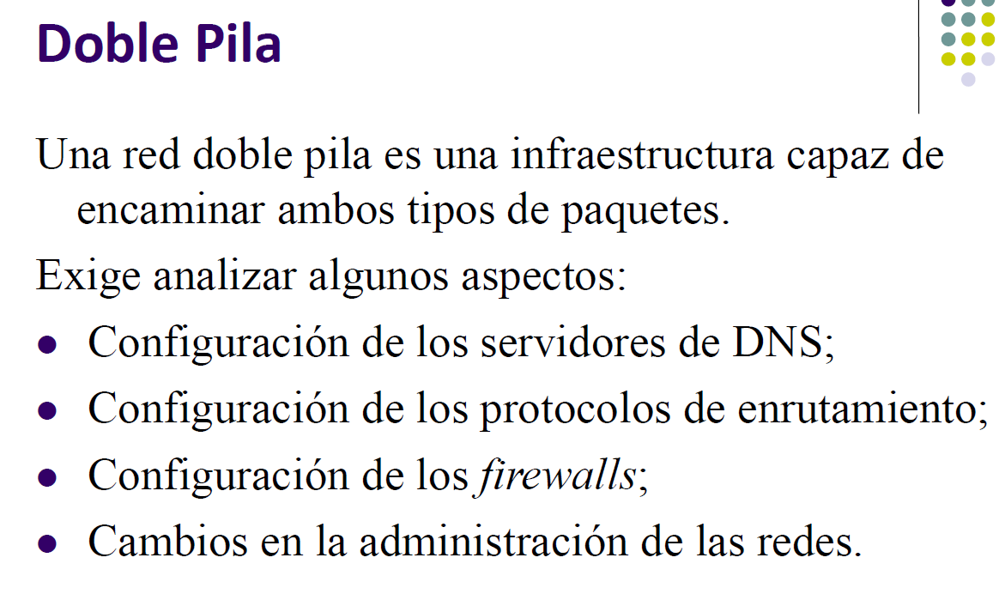 Doble Pila
Una red doble pila es una infraestructura capaz de
encaminar ambos tipos de paquetes.
Exige analizar algunos aspectos:
● Configuración de los servidores de DNS;
● Configuración de los protocolos de enrutamiento;
● Configuración de los firewalls;
● Cambios en la administración de las redes.